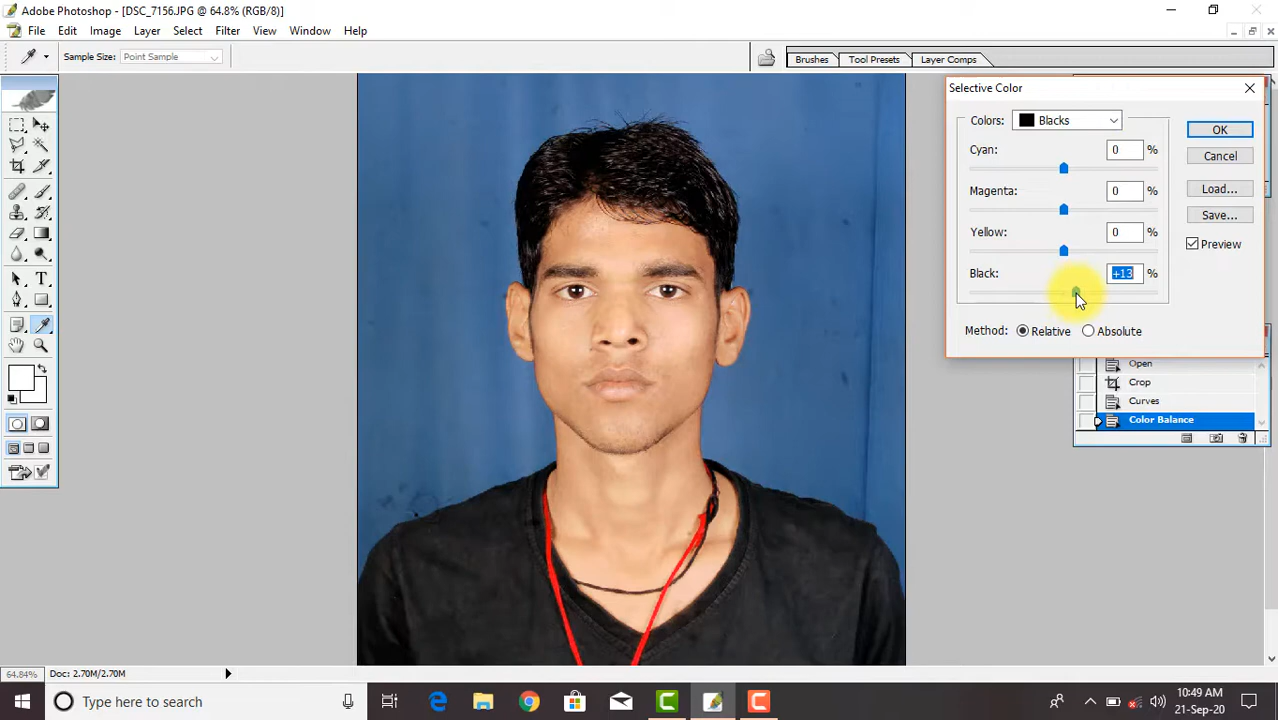 Adobe Photoshop - [DSC_7156.JPG @ 64.8% (RGB/8)]
File Edit Image Layer Select Filter View Window Help
Sample Size: Point Sample
Brushes Tool Presets Layer Comps
Selective Color
Colors: Blacks
OK
Cyan: 0 %
Cancel
Magenta: 0 %
Load...
Save...
Yellow: 0 %
Preview
Black: +13 %
Method: Relative Absolute
Open
Crop
Curves
Color Balance
64.84% Doc: 2.70M/2.70M
Type here to search
10:49 AM
21-Sep-20